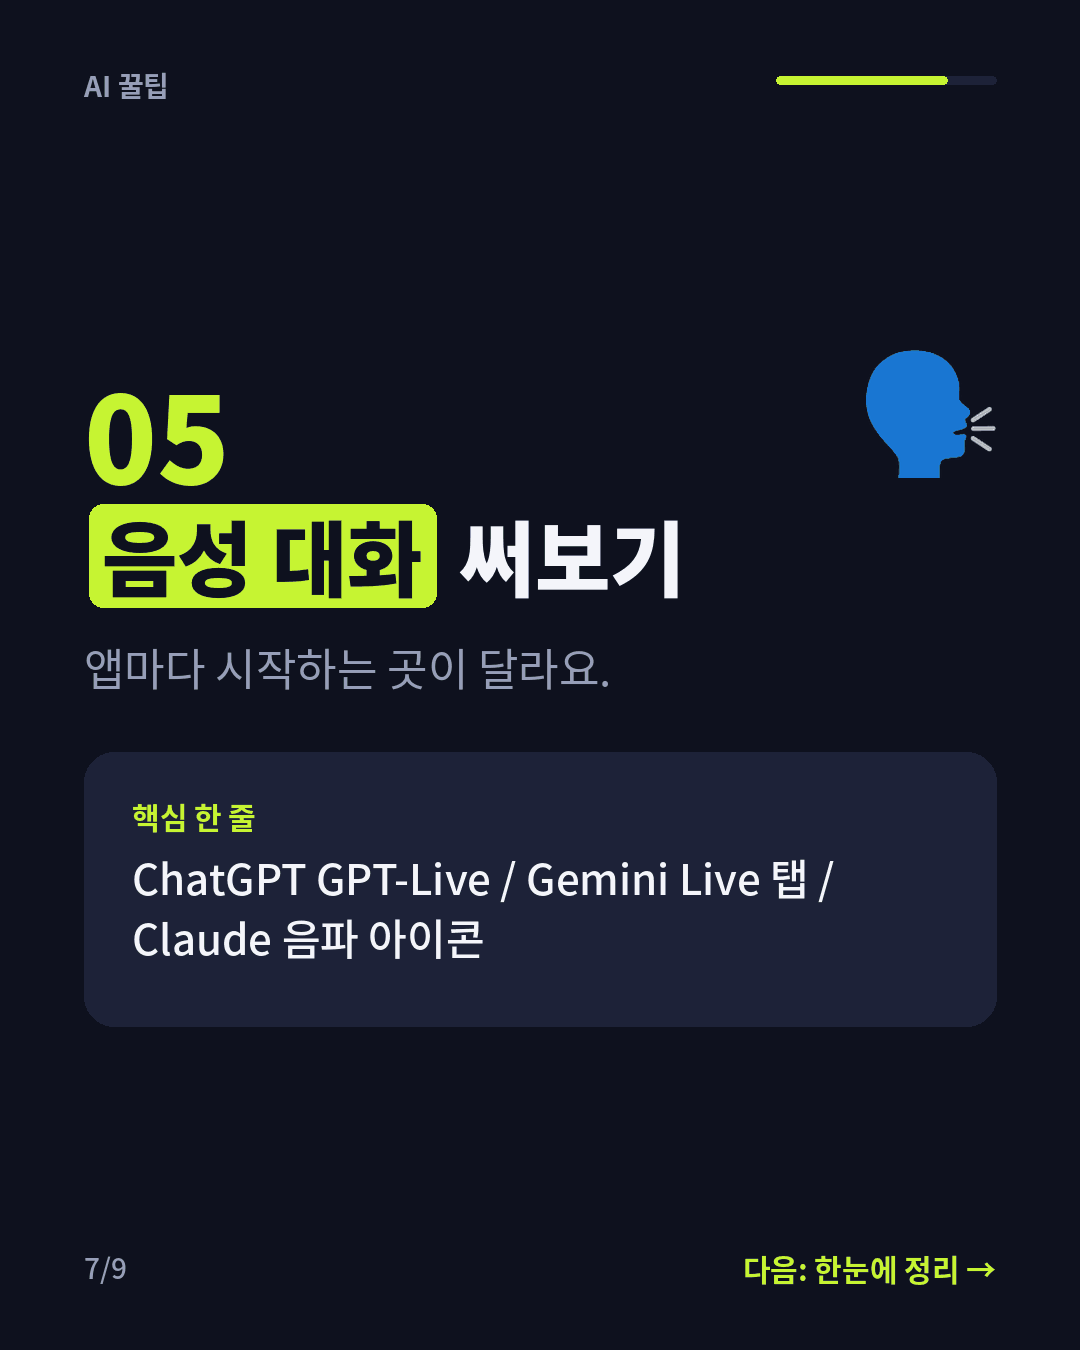 AI 꿀팁
05
음성 대화 써보기
앱마다 시작하는 곳이 달라요.
핵심 한 줄
ChatGPT GPT-Live / Gemini Live 탭 /
Claude 음파 아이콘
7/9
다음: 한눈에 정리 →